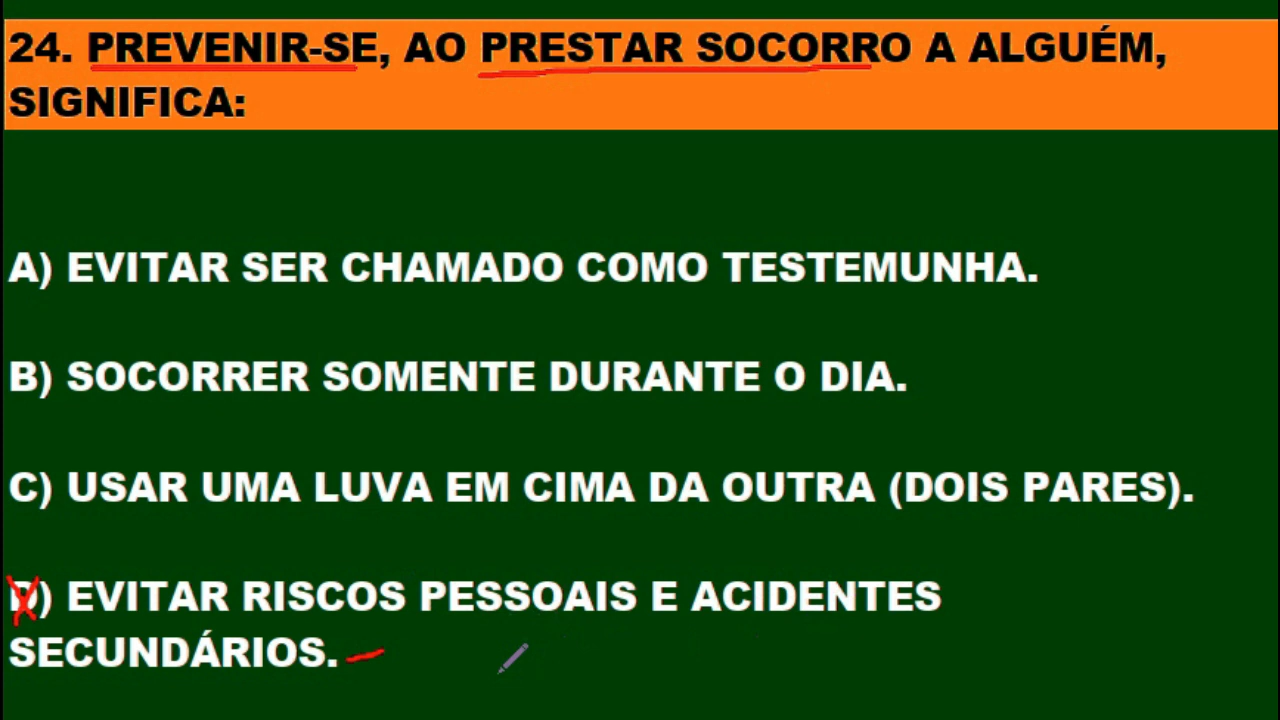 24. PREVENIR-SE, AO PRESTAR SOCORRO A ALGUÉM,
SIGNIFICA:
A) EVITAR SER CHAMADO COMO TESTEMUNHA.
B) SOCORRER SOMENTE DURANTE O DIA.
C) USAR UMA LUVA EM CIMA DA OUTRA (DOIS PARES).
D) EVITAR RISCOS PESSOAIS E ACIDENTES
SECUNDÁRIOS.